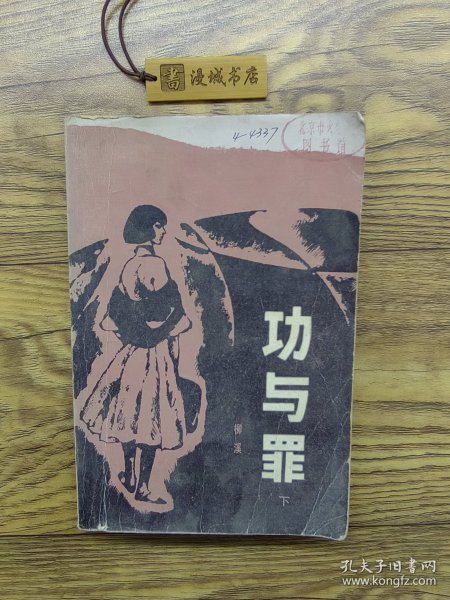 書 漫城书店
4-4337
北京市
图书馆
功与罪
柳溪
下
孔夫子旧书网
www.kongfz.com